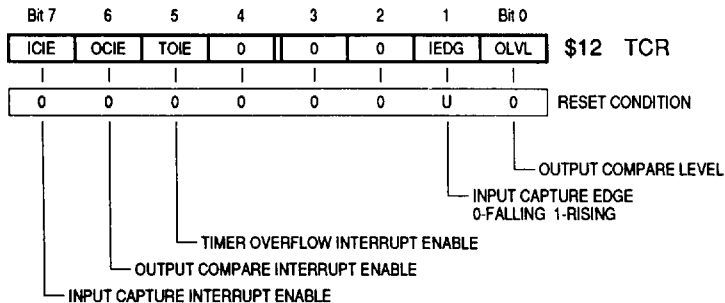 Bit 7 6 5 4 3 2 1 Bit 0
ICIE OCIE TOIE 0 0 0 IEDG OLVL $12 TCR
0 0 0 0 0 0 U 0 RESET CONDITION
OUTPUT COMPARE LEVEL
INPUT CAPTURE EDGE
0-FALLING 1-RISING
TIMER OVERFLOW INTERRUPT ENABLE
OUTPUT COMPARE INTERRUPT ENABLE
INPUT CAPTURE INTERRUPT ENABLE